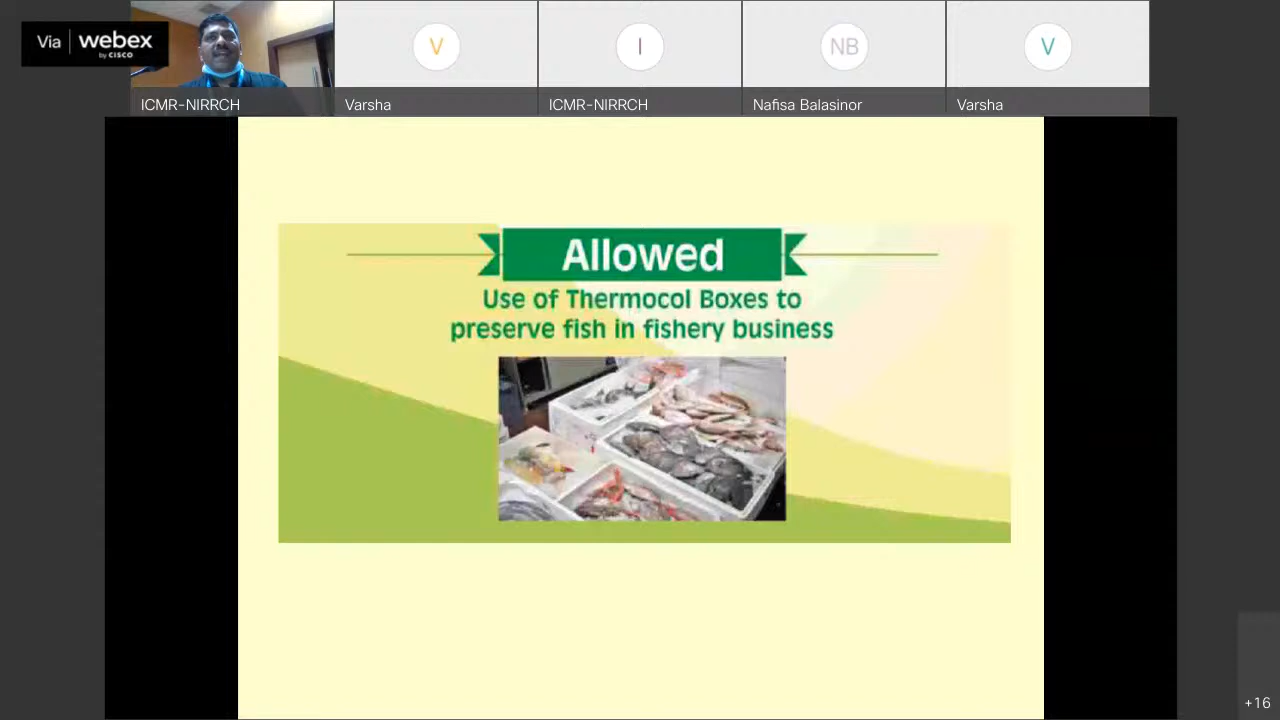 Via webex
by CISCO
V
I
NB
V
ICMR-NIRRCH
Varsha
ICMR-NIRRCH
Nafisa Balasinor
Varsha
Allowed
Use of Thermocol Boxes to
preserve fish in fishery business
+16